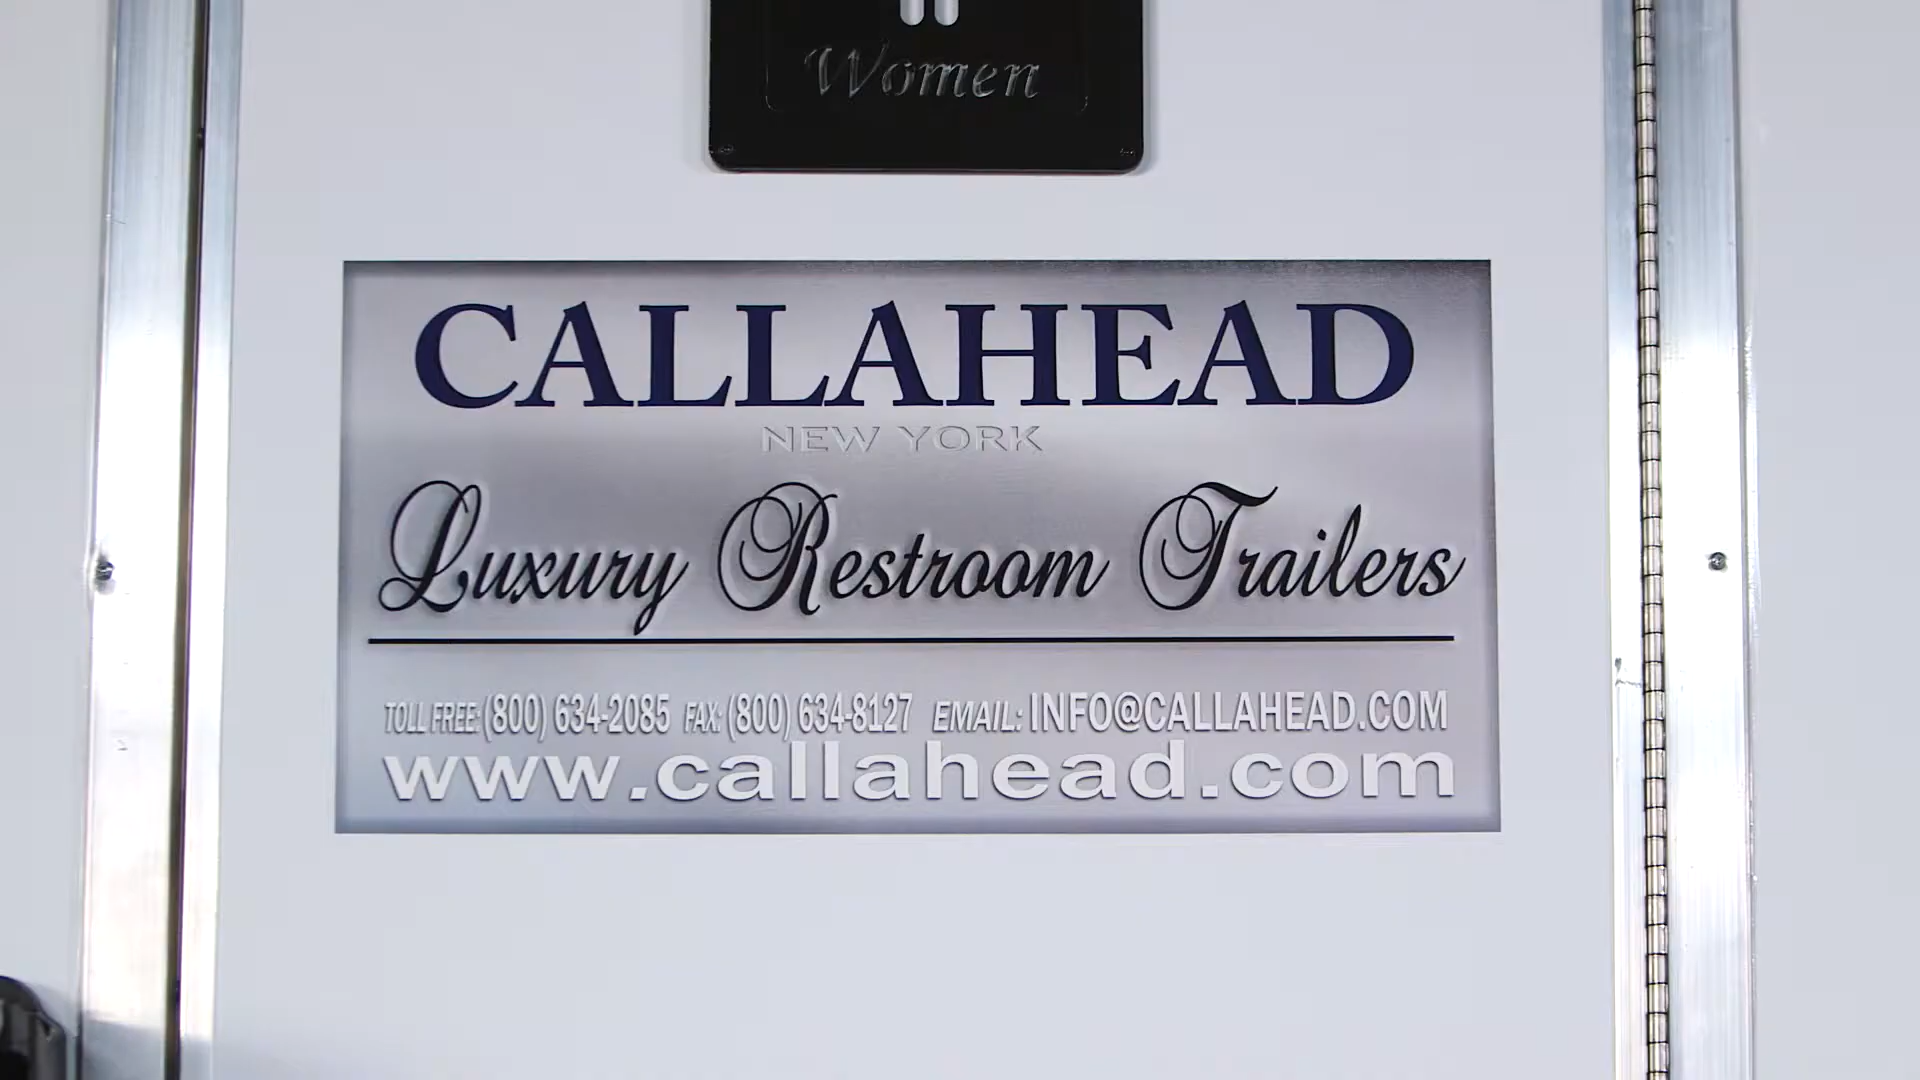 Women
CALLAHEAD
NEW YORK
Luxury Restroom Trailers
TOLL FREE: (800) 634-2085 FAX: (800) 634-8127 EMAIL: INFO@CALLAHEAD.COM
www.callahead.com